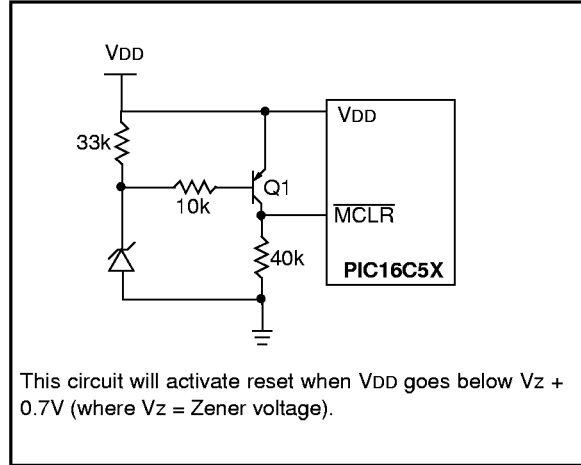 VDD
VDD
33k
Q1
10k
MCLR
40k
PIC16C5X
This circuit will activate reset when VDD goes below Vz +
0.7V (where Vz = Zener voltage).